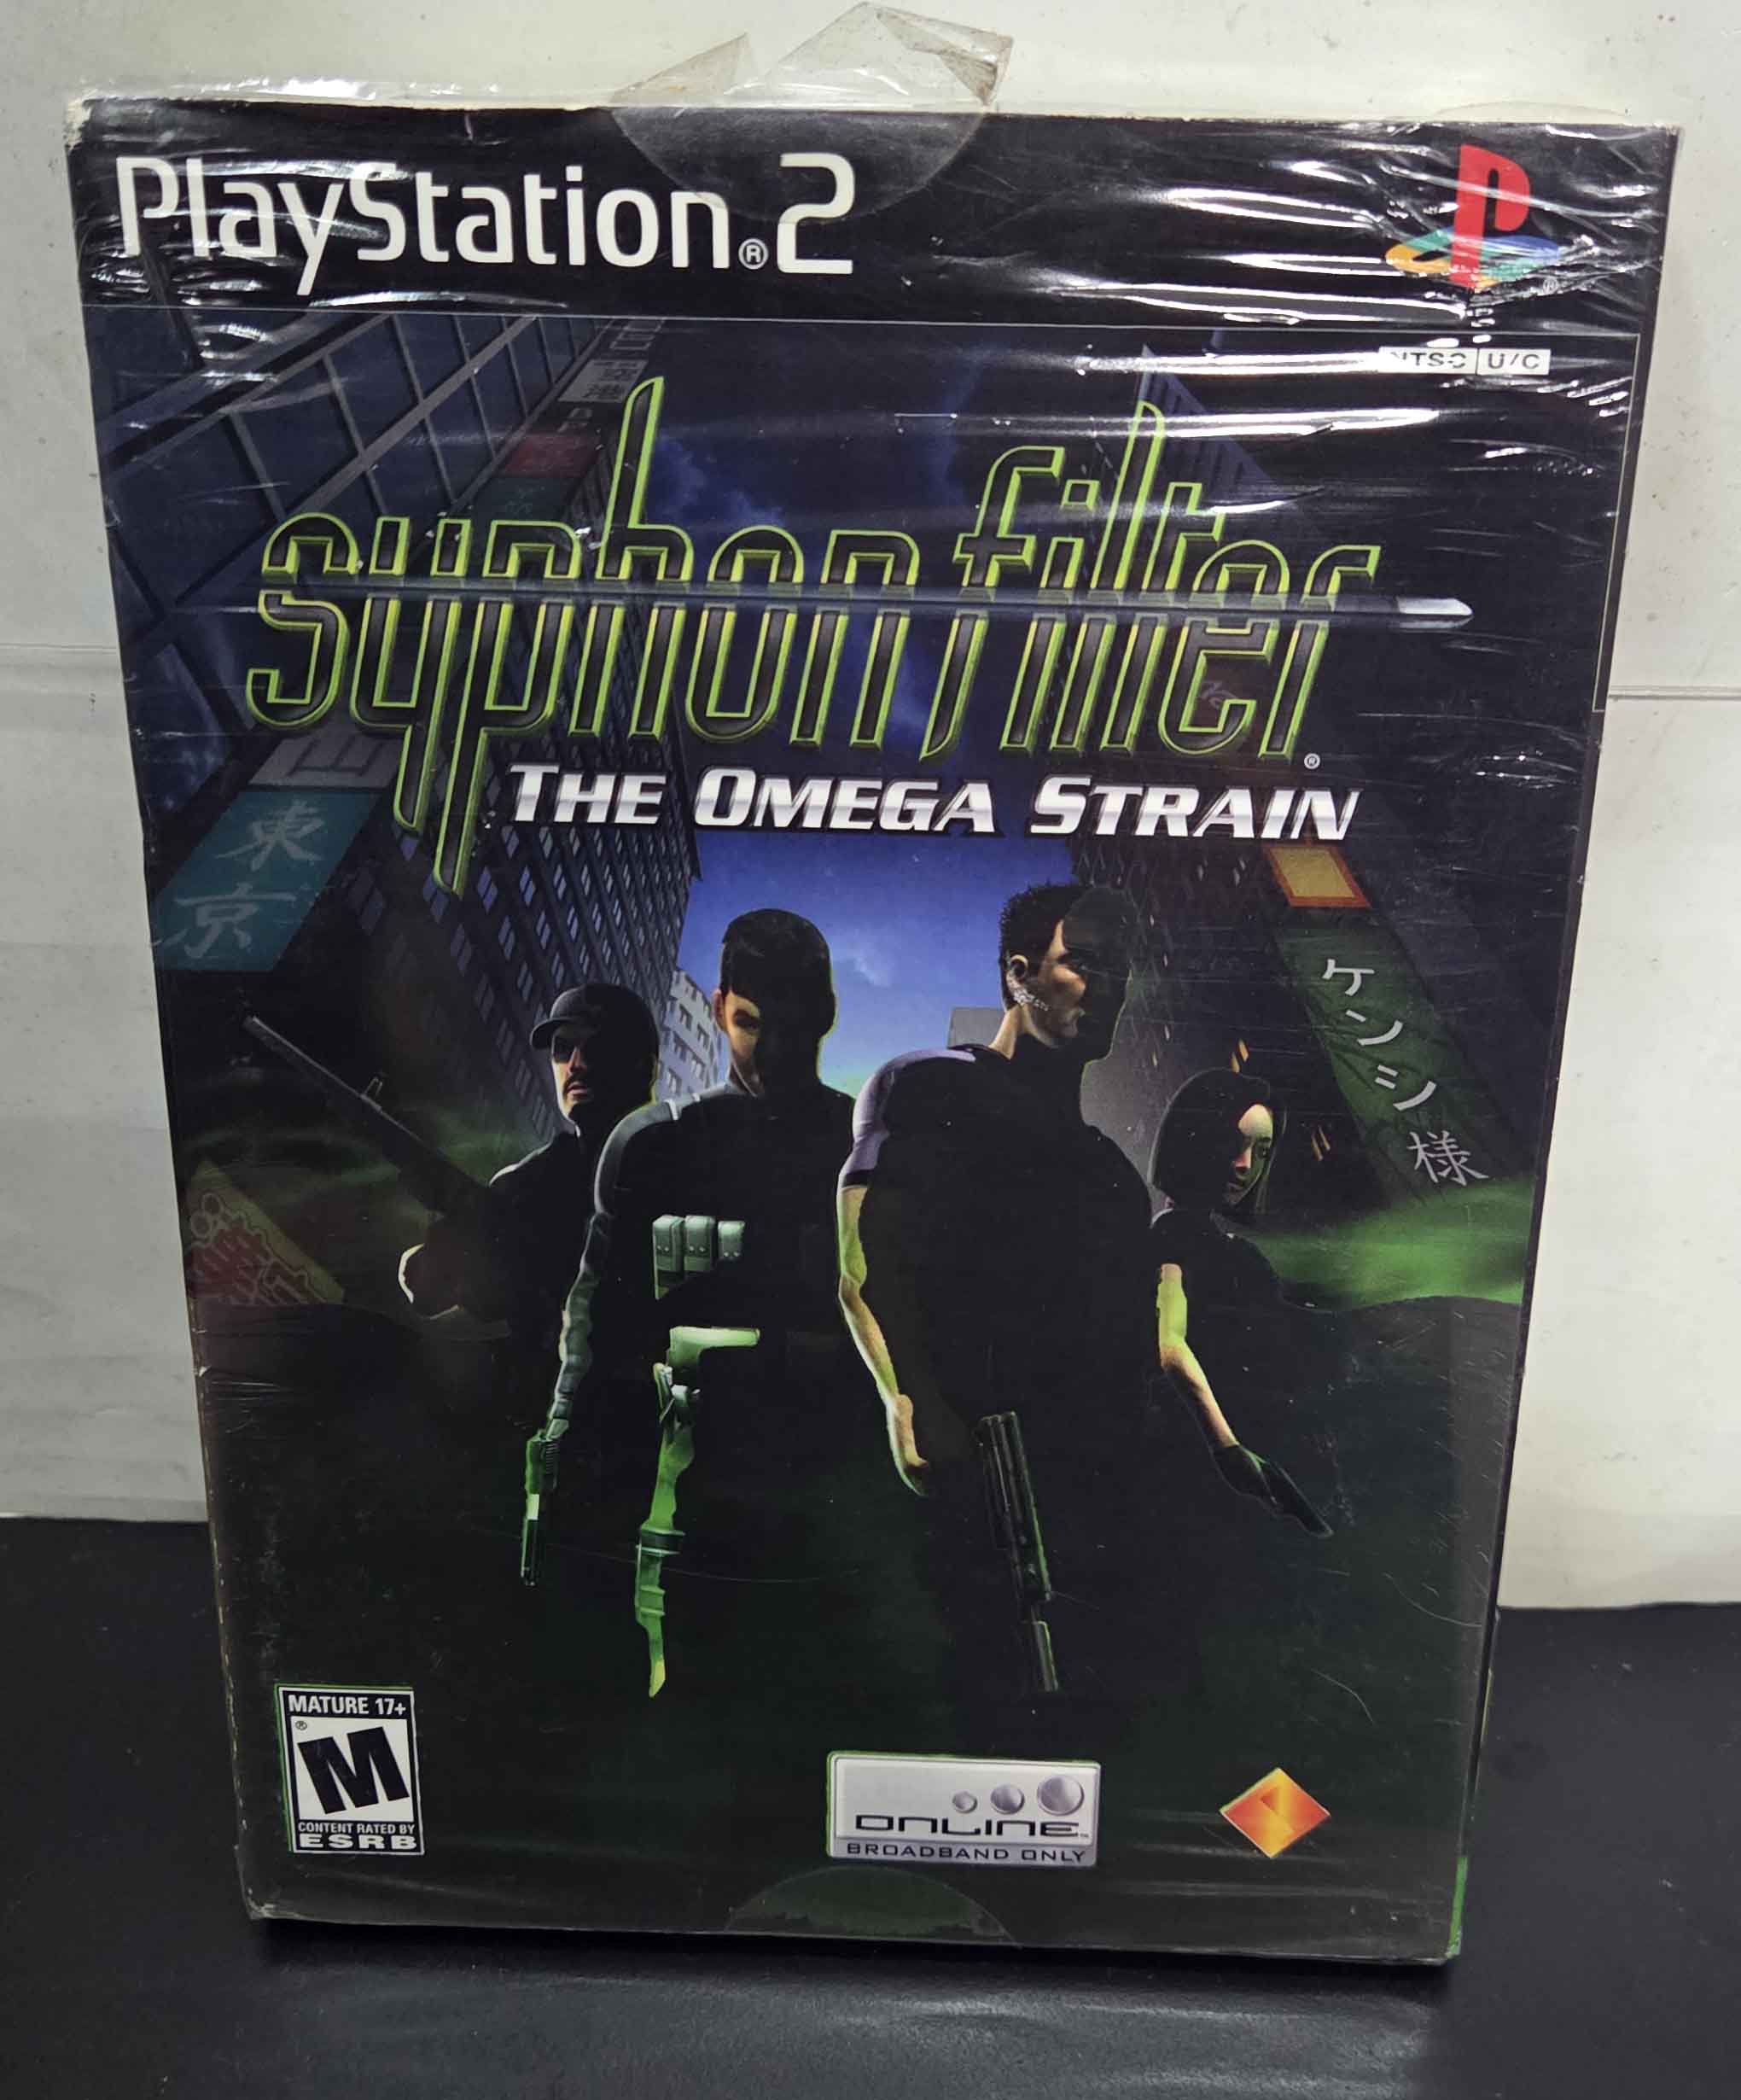 PlayStation®2
NTSC U/C
syphon filter®
THE OMEGA STRAIN
東京
ケンシ様
MATURE 17+
M®
CONTENT RATED BY
ESRB
ONLINE™
BROADBAND ONLY